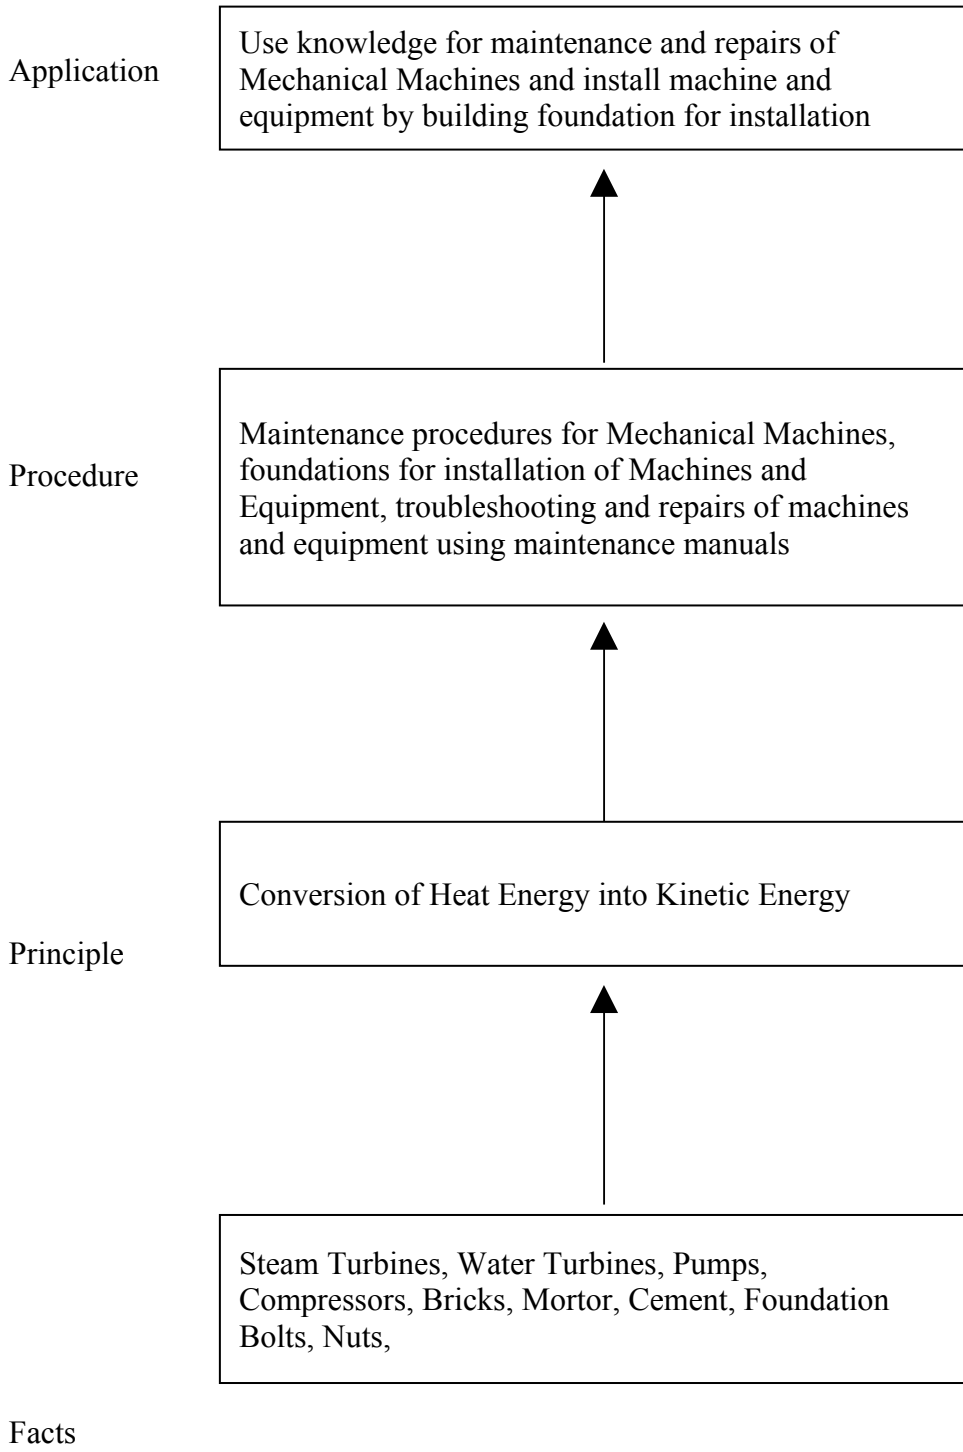 Application
Use knowledge for maintenance and repairs of
Mechanical Machines and install machine and
equipment by building foundation for installation
Procedure
Maintenance procedures for Mechanical Machines,
foundations for installation of Machines and
Equipment, troubleshooting and repairs of machines
and equipment using maintenance manuals
Principle
Conversion of Heat Energy into Kinetic Energy
Steam Turbines, Water Turbines, Pumps,
Compressors, Bricks, Mortor, Cement, Foundation
Bolts, Nuts,
Facts